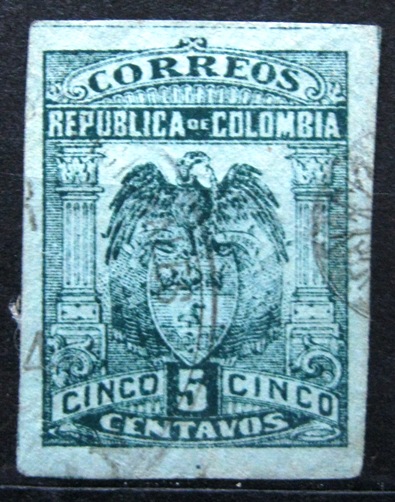 CORREOS
REPUBLICA DE COLOMBIA
CINCO 5 CINCO
CENTAVOS